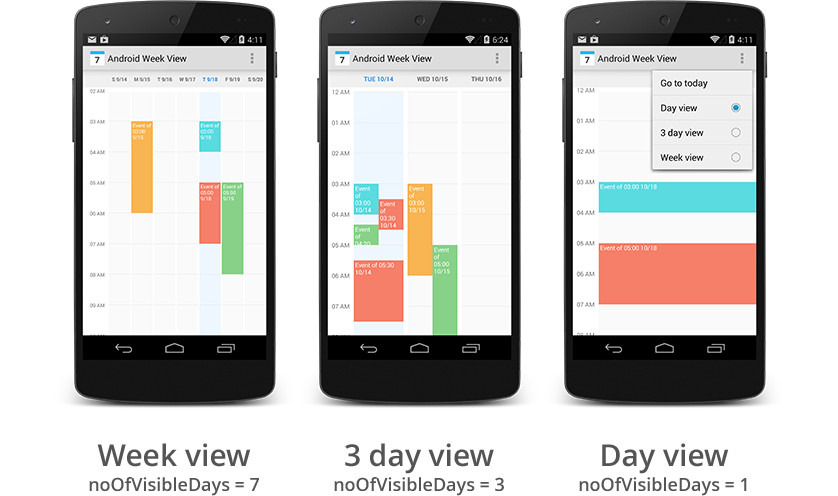 4:11
Android Week View
7
S 9/14 M 9/15 T 9/16 W 9/17 T 9/18 F 9/19 S 9/20
02 AM
03 AM
04 AM
05 AM
06 AM
07 AM
08 AM
09 AM
Event of
03:00
9/15
Event of
03:00
9/18
Event of
05:00
9/18
Event of
05:00
9/19
6:24
Android Week View
7
TUE 10/14 WED 10/15 THU 10/16
12 AM
01 AM
02 AM
03 AM
04 AM
05 AM
06 AM
07 AM
Event
of
03:00
10/14
Event
of
03:30
10/14
Event
of
04:20
Event of 05:30
10/14
Event
of
03:00
10/15
Event
of
05:00
10/15
4:11
Android Week View
7
Go to today
Day view
3 day view
Week view
12 AM
01 AM
02 AM
03 AM
04 AM
05 AM
06 AM
07 AM
Event of 03:00 10/18
Event of 05:00 10/18
Week view
noOfVisibleDays = 7
3 day view
noOfVisibleDays = 3
Day view
noOfVisibleDays = 1